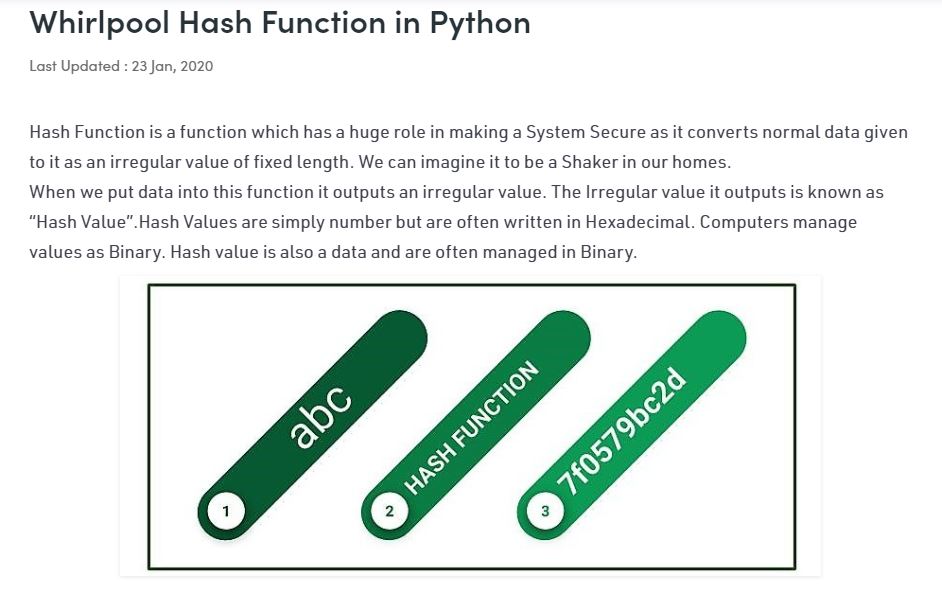 Whirlpool Hash Function in Python
Last Updated : 23 Jan, 2020
Hash Function is a function which has a huge role in making a System Secure as it converts normal data given
to it as an irregular value of fixed length. We can imagine it to be a Shaker in our homes.
When we put data into this function it outputs an irregular value. The Irregular value it outputs is known as
“Hash Value”.Hash Values are simply number but are often written in Hexadecimal. Computers manage
values as Binary. Hash value is also a data and are often managed in Binary.
abc
1
HASH FUNCTION
2
7f0579bc2d
3